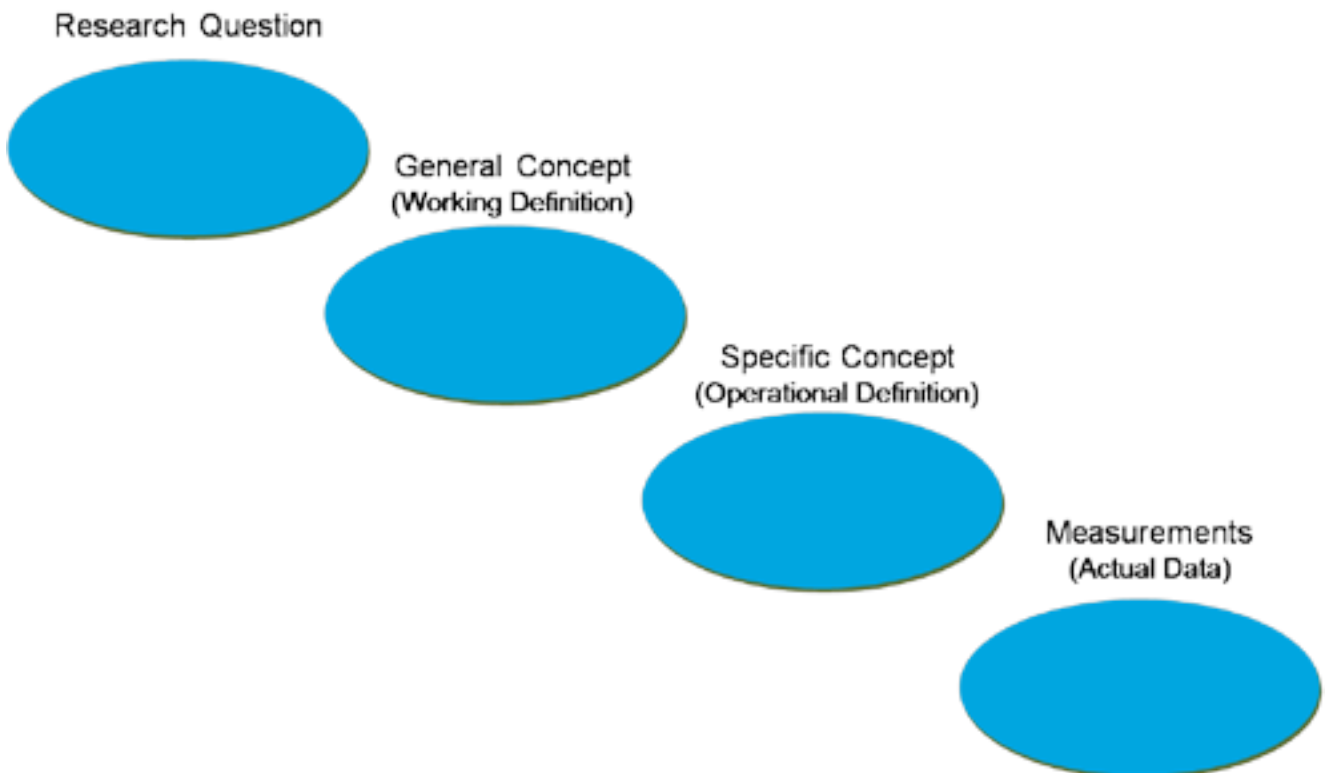 Research Question
General Concept
(Working Definition)
Specific Concept
(Operational Definition)
Measurements
(Actual Data)